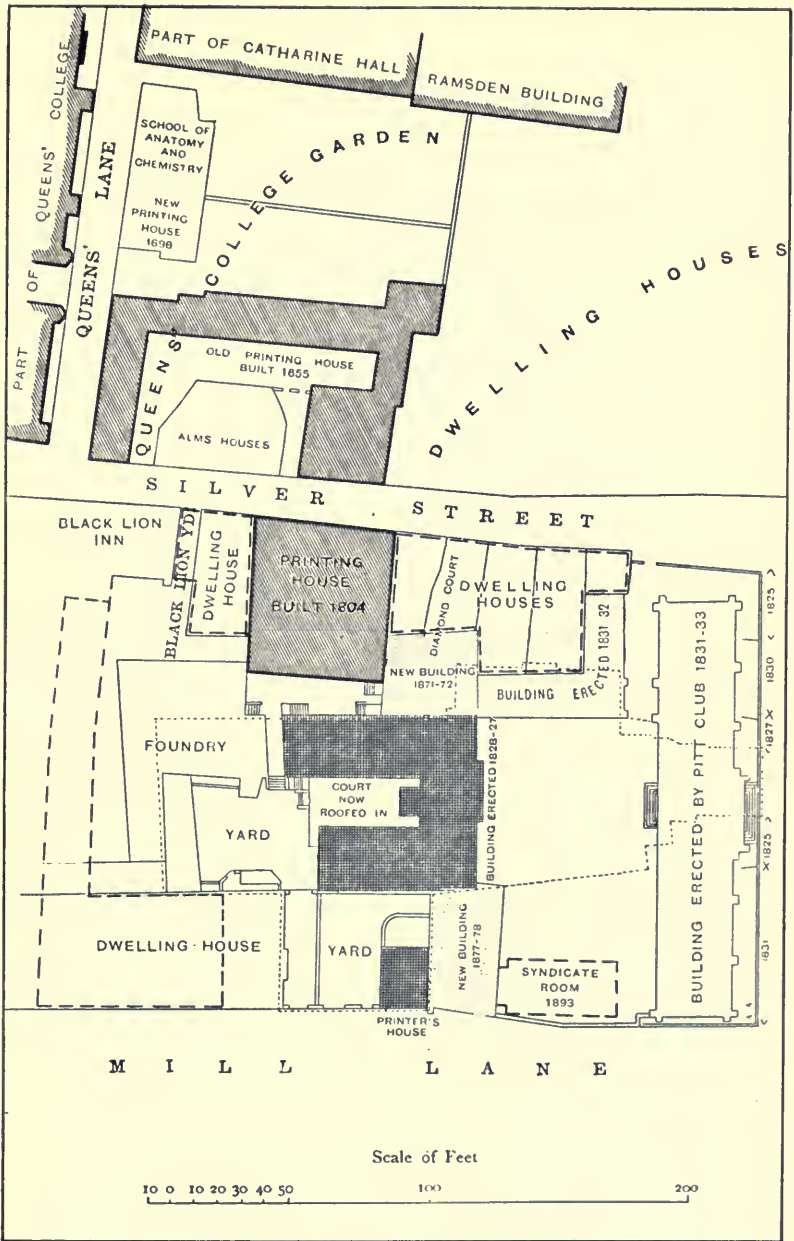 PART OF CATHARINE HALL
RAMSDEN BUILDING
PART OF QUEENS' COLLEGE
QUEENS' LANE
SCHOOL OF
ANATOMY
AND
CHEMISTRY
NEW
PRINTING
HOUSE
1698
QUEENS' COLLEGE GARDEN
DWELLING HOUSES
OLD PRINTING HOUSE
BUILT 1655
ALMS HOUSES
SILVER STREET
BLACK LION
INN
BLACK LION YD
DWELLING
HOUSE
PRINTING
HOUSE
BUILT 1804
DIAMOND COURT
DWELLING
HOUSES
NEW BUILDING
1871-72
BUILDING ERECTED 1831 32
BUILDING ERECTED BY PITT CLUB 1831-33
1825
1830
1827
1825
1831
FOUNDRY
YARD
COURT
NOW
ROOFED IN
BUILDING ERECTED 1826-27
DWELLING HOUSE
YARD
NEW BUILDING
1877-78
SYNDICATE
ROOM
1893
PRINTER'S
HOUSE
MILL LANE
Scale of Feet
10 0 10 20 30 40 50 100 200